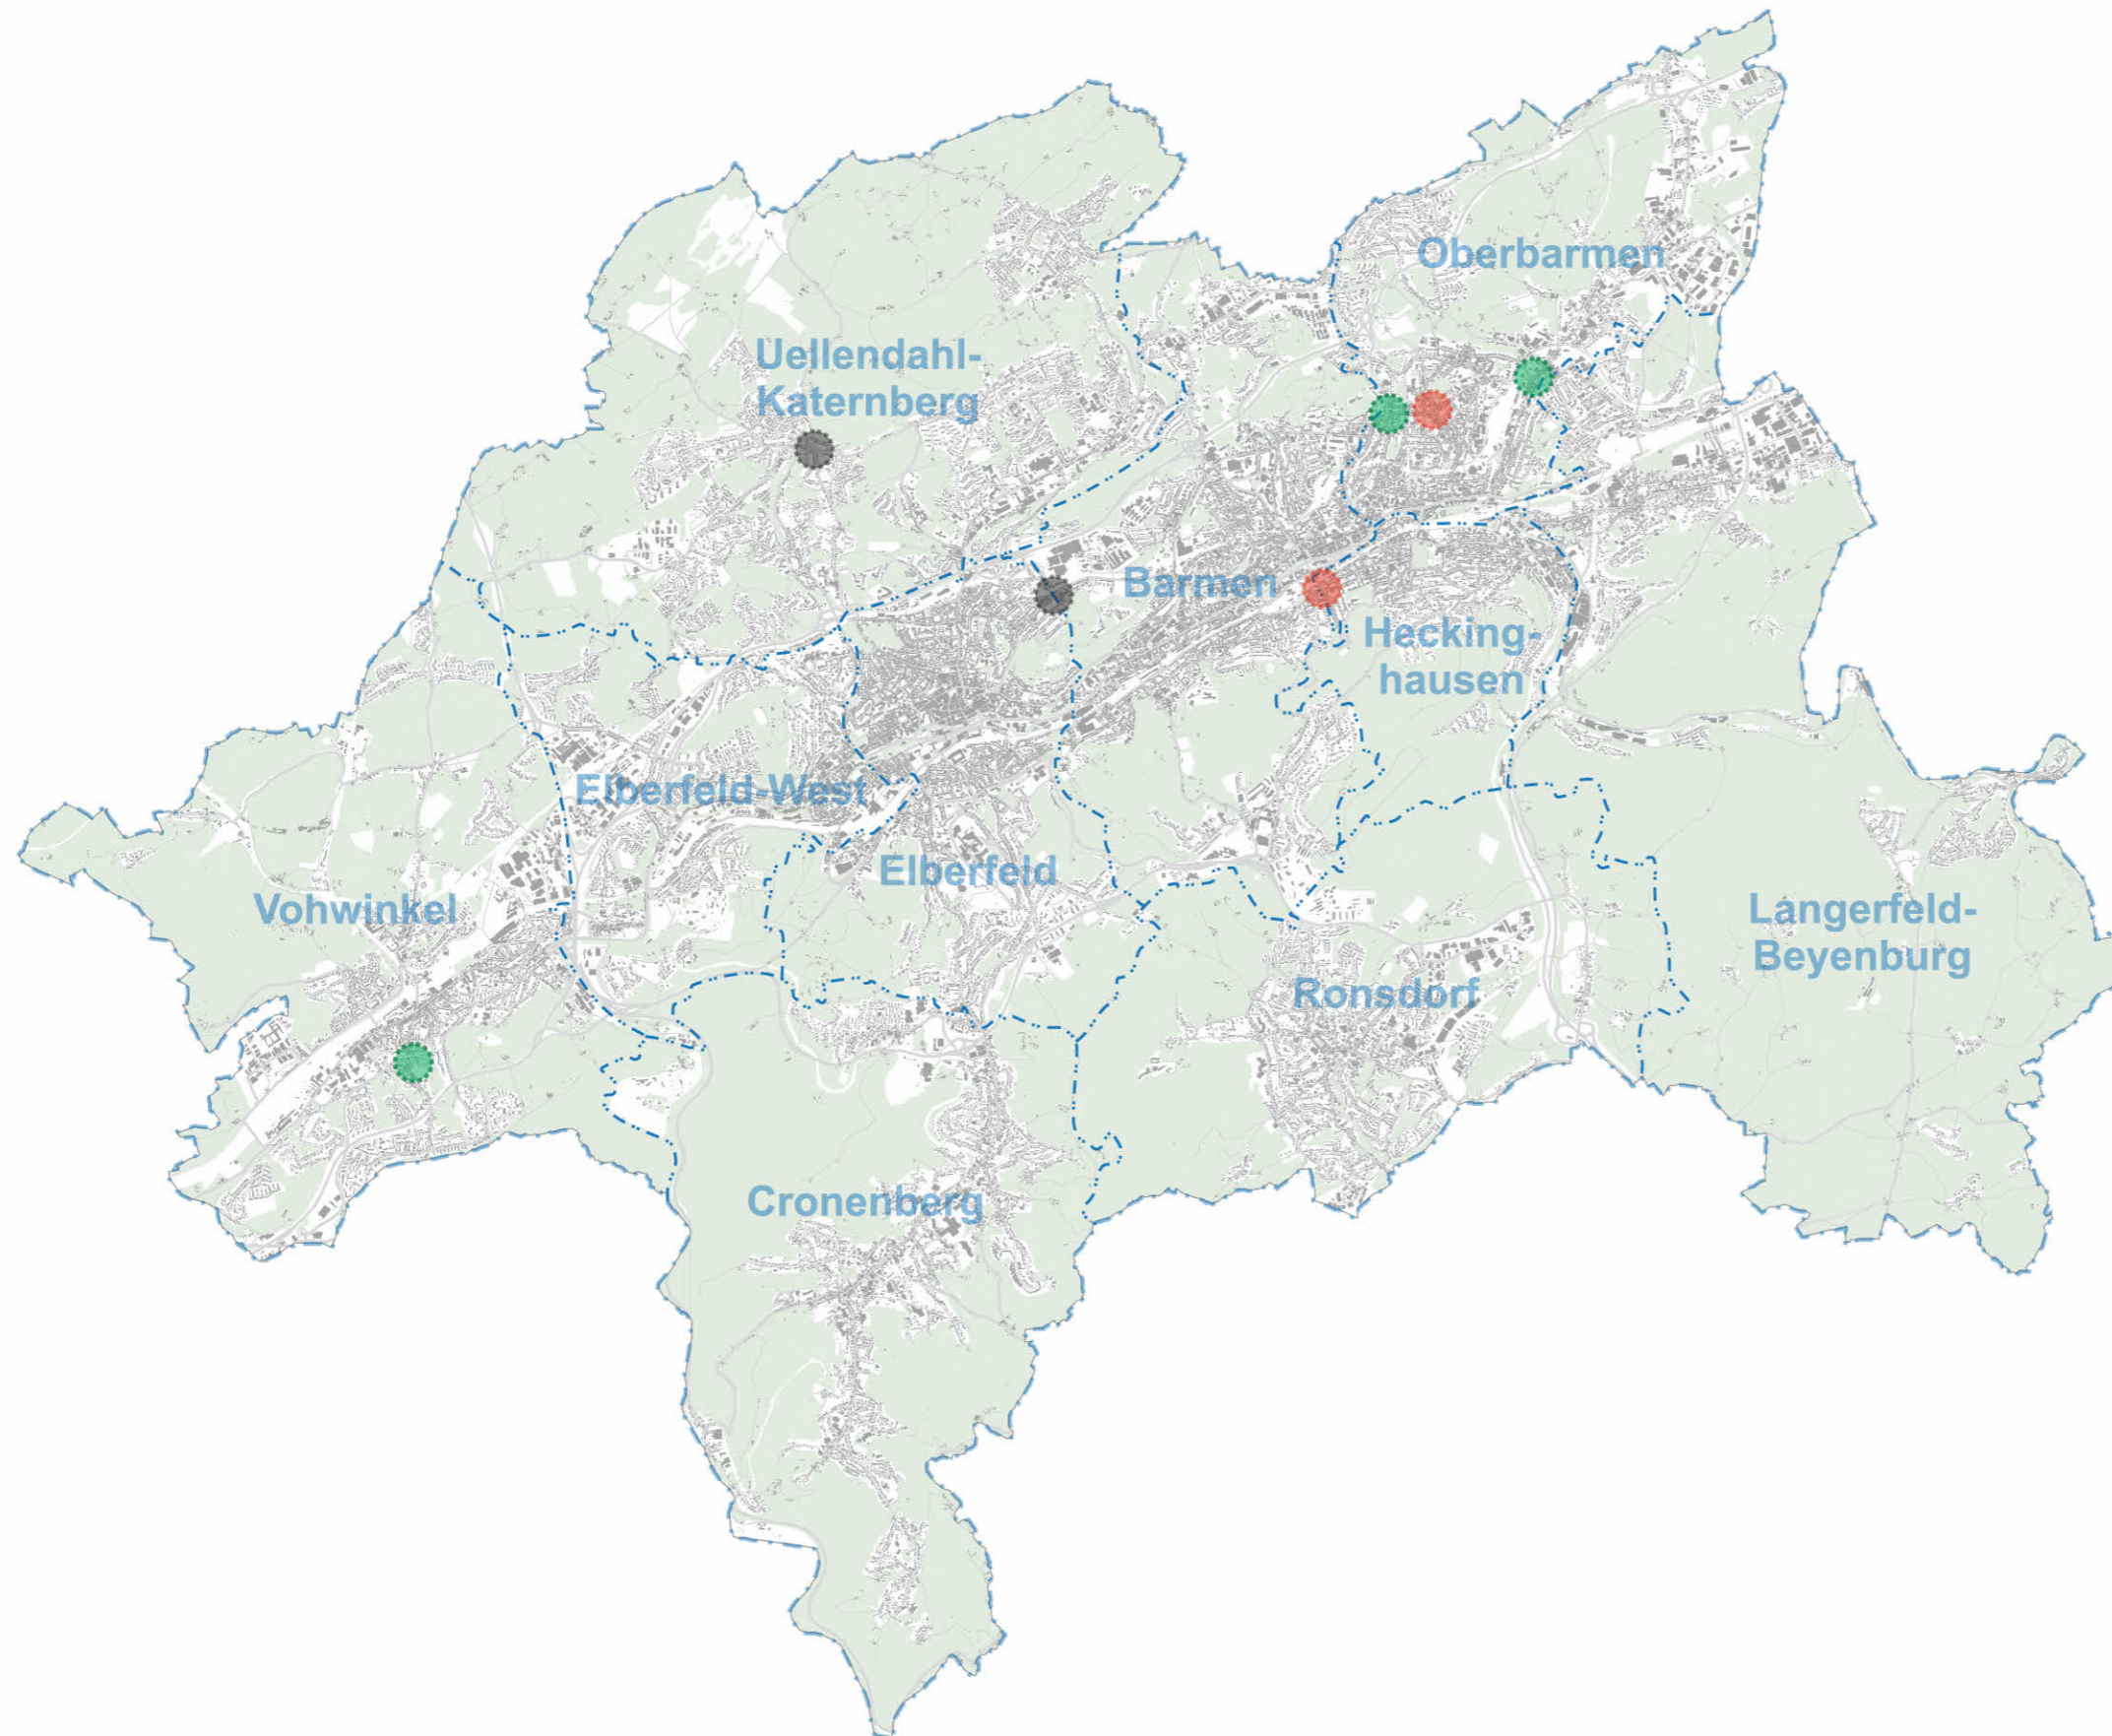 Oberbarmen
Uellendahl-
Katernberg
Barmen
Hecking-
hausen
Elberfeld-West
Elberfeld
Vohwinkel
Langerfeld-
Beyenburg
Ronsdorf
Cronenberg